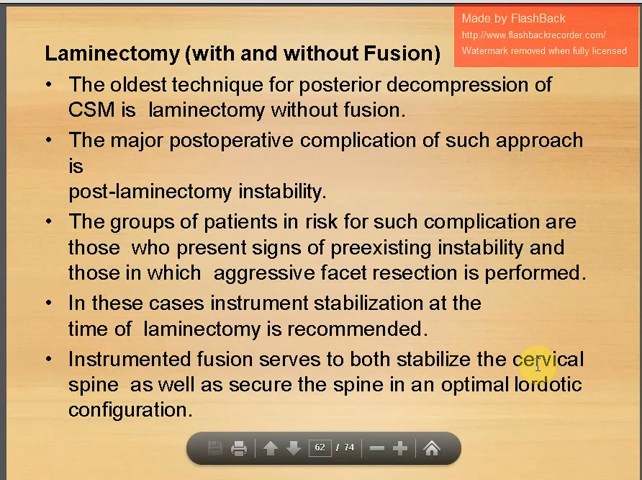 Made by FlashBack
http://www.flashbackrecorder.com/
Watermark removed when fully licensed
Laminectomy (with and without Fusion)
• The oldest technique for posterior decompression of
CSM is laminectomy without fusion.
• The major postoperative complication of such approach
is
post-laminectomy instability.
• The groups of patients in risk for such complication are
those who present signs of preexisting instability and
those in which aggressive facet resection is performed.
• In these cases instrument stabilization at the
time of laminectomy is recommended.
• Instrumented fusion serves to both stabilize the cervical
spine as well as secure the spine in an optimal lordotic
configuration.
62 / 74